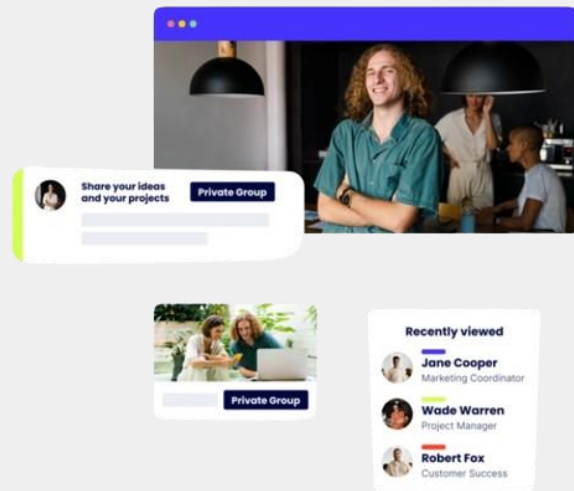 Share your ideas
and your projects
Private Group
Private Group
Recently viewed
Jane Cooper
Marketing Coordinator
Wade Warren
Project Manager
Robert Fox
Customer Success